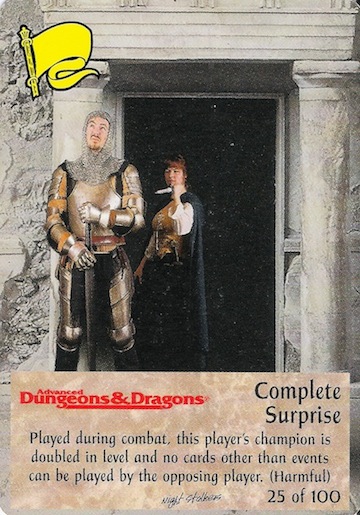 Advanced
Dungeons & Dragons®
Complete
Surprise
Played during combat, this player's champion is
doubled in level and no cards other than events
can be played by the opposing player. (Harmful)
25 of 100